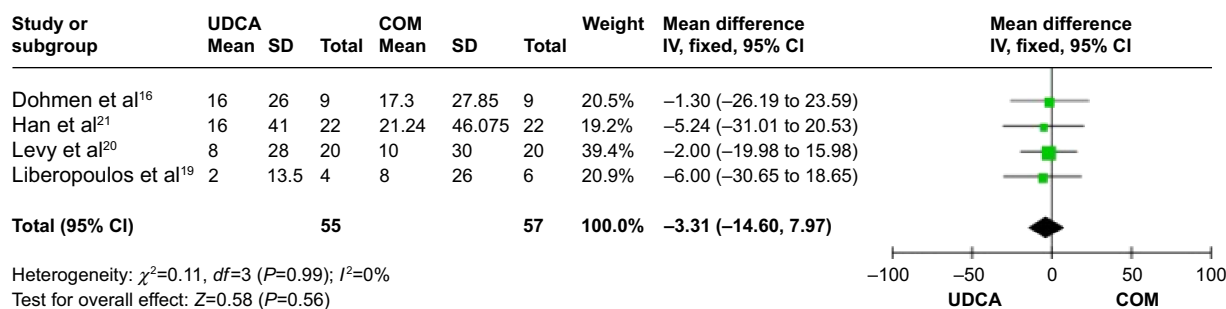 Study or UDCA COM Weight Mean difference Mean difference
subgroup Mean SD Total Mean SD Total IV, fixed, 95% CI IV, fixed, 95% CI
Dohmen et al16 16 26 9 17.3 27.85 9 20.5% –1.30 (–26.19 to 23.59)
Han et al21 16 41 22 21.24 46.075 22 19.2% –5.24 (–31.01 to 20.53)
Levy et al20 8 28 20 10 30 20 39.4% –2.00 (–19.98 to 15.98)
Liberopoulos et al19 2 13.5 4 8 26 6 20.9% –6.00 (–30.65 to 18.65)
Total (95% CI) 55 57 100.0% –3.31 (–14.60, 7.97)
Heterogeneity: χ2=0.11, df=3 (P=0.99); I2=0%
Test for overall effect: Z=0.58 (P=0.56)
–100 –50 0 50 100
UDCA COM